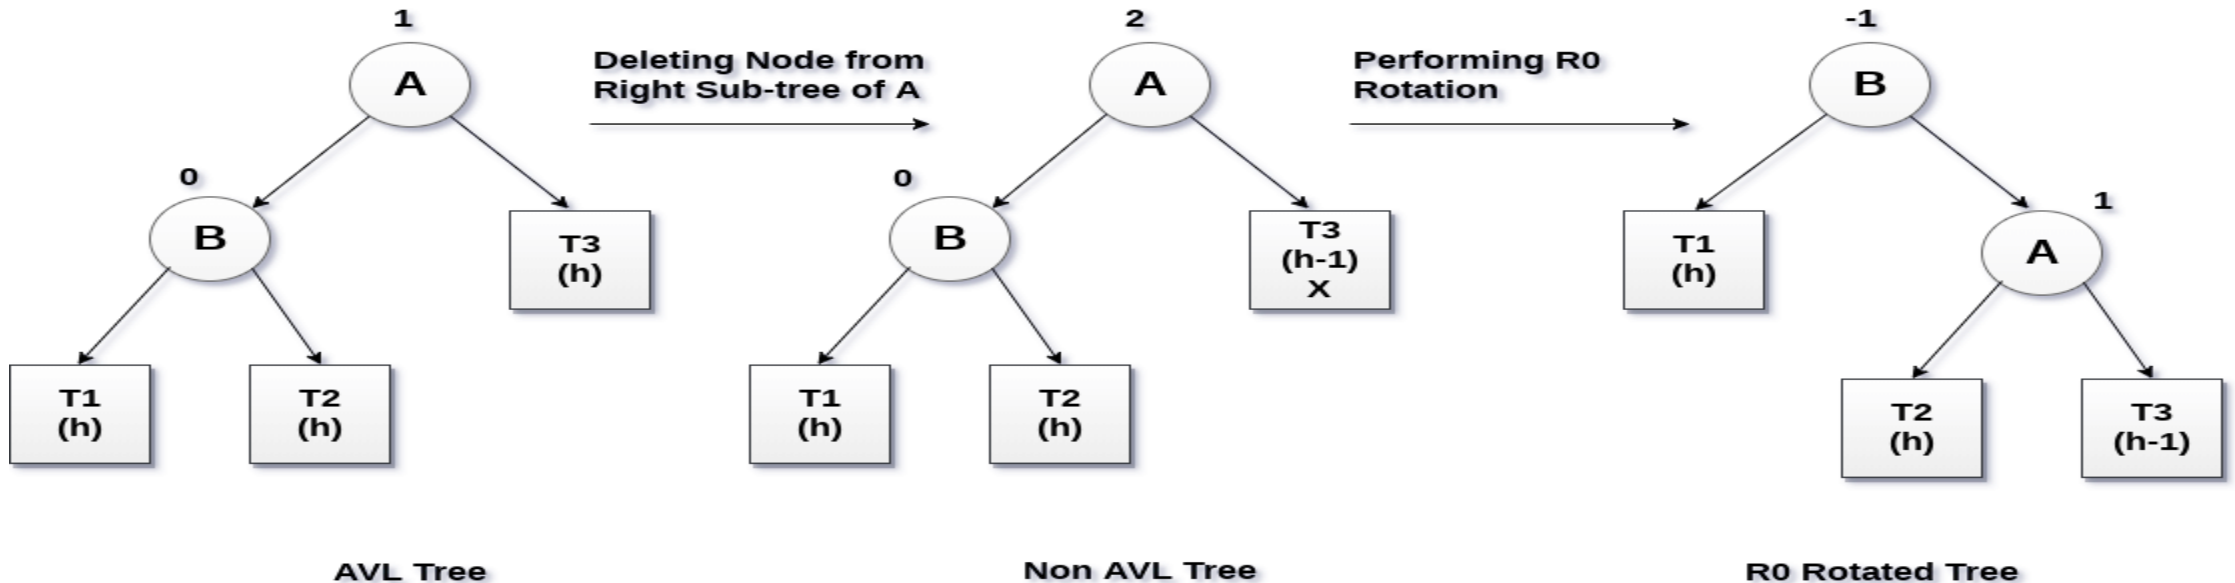 1
A
0
B
T3
(h)
T1
(h)
T2
(h)
AVL Tree
Deleting Node from
Right Sub-tree of A
2
A
0
B
T3
(h-1)
X
T1
(h)
T2
(h)
Non AVL Tree
Performing R0
Rotation
-1
B
T1
(h)
1
A
T2
(h)
T3
(h-1)
R0 Rotated Tree